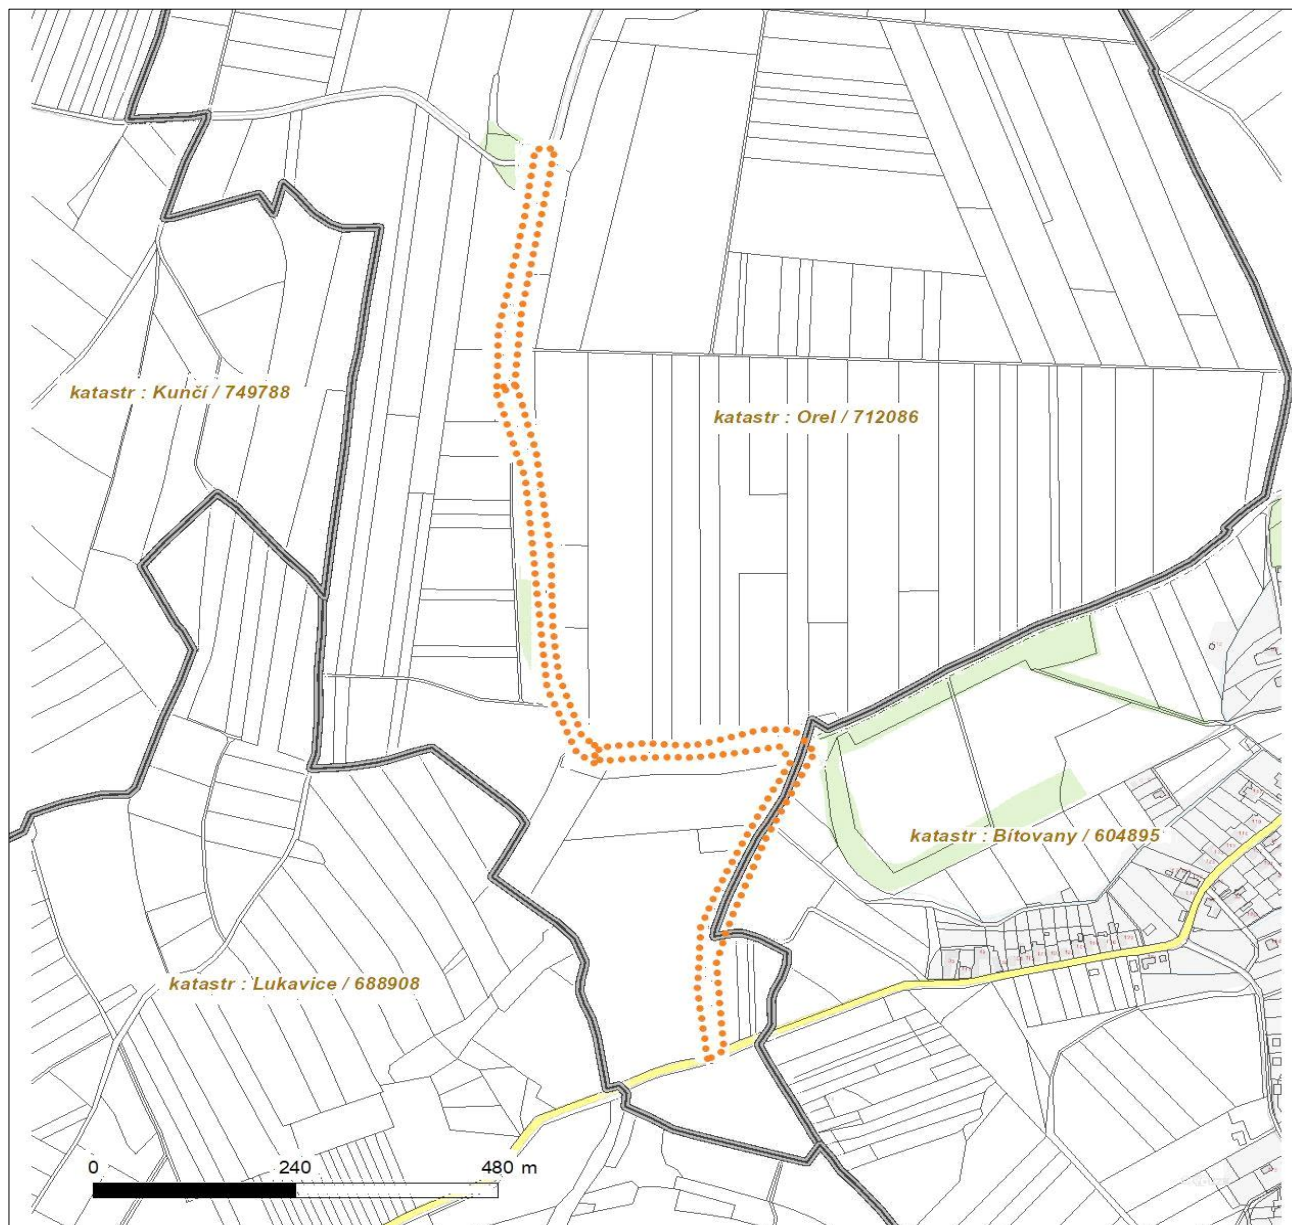 katastr : Kunčí / 749788
katastr : Orel / 712086
katastr : Bítovany / 604895
katastr : Lukavice / 688908
0 240 480 m